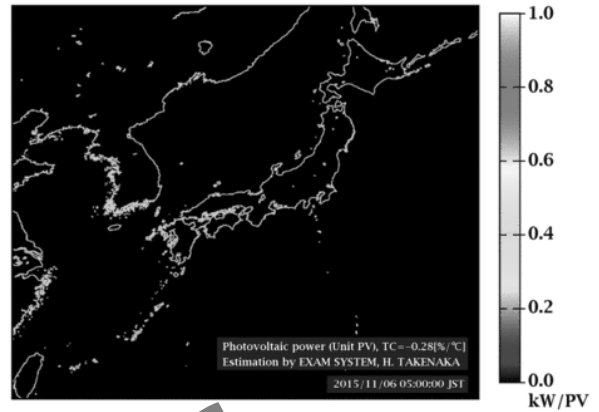 1.0
0.8
0.6
0.4
0.2
0.0
kW/PV
Photovoltaic power (Unit PV), TC=-0.28[%/℃]
Estimation by EXAM SYSTEM, H. TAKENAKA
2015/11/06 05:00:00 JST